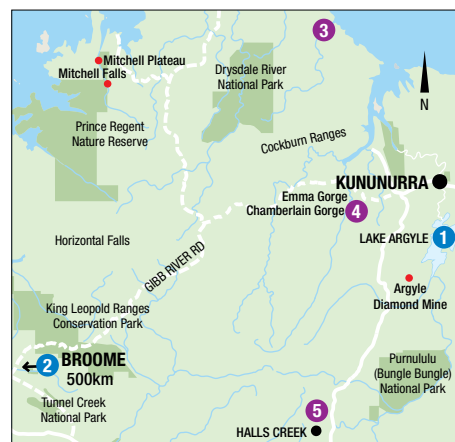 3
Mitchell Plateau
Mitchell Falls
Drysdale River
National Park
N
Prince Regent
Nature Reserve
Cockburn Ranges
KUNUNURRA
Emma Gorge
Chamberlain Gorge
4
LAKE ARGYLE
1
Horizontal Falls
GIBB RIVER RD
Argyle
Diamond Mine
King Leopold Ranges
Conservation Park
2
BROOME
500km
Purnululu
(Bungle Bungle)
National Park
Tunnel Creek
National Park
5
HALLS CREEK